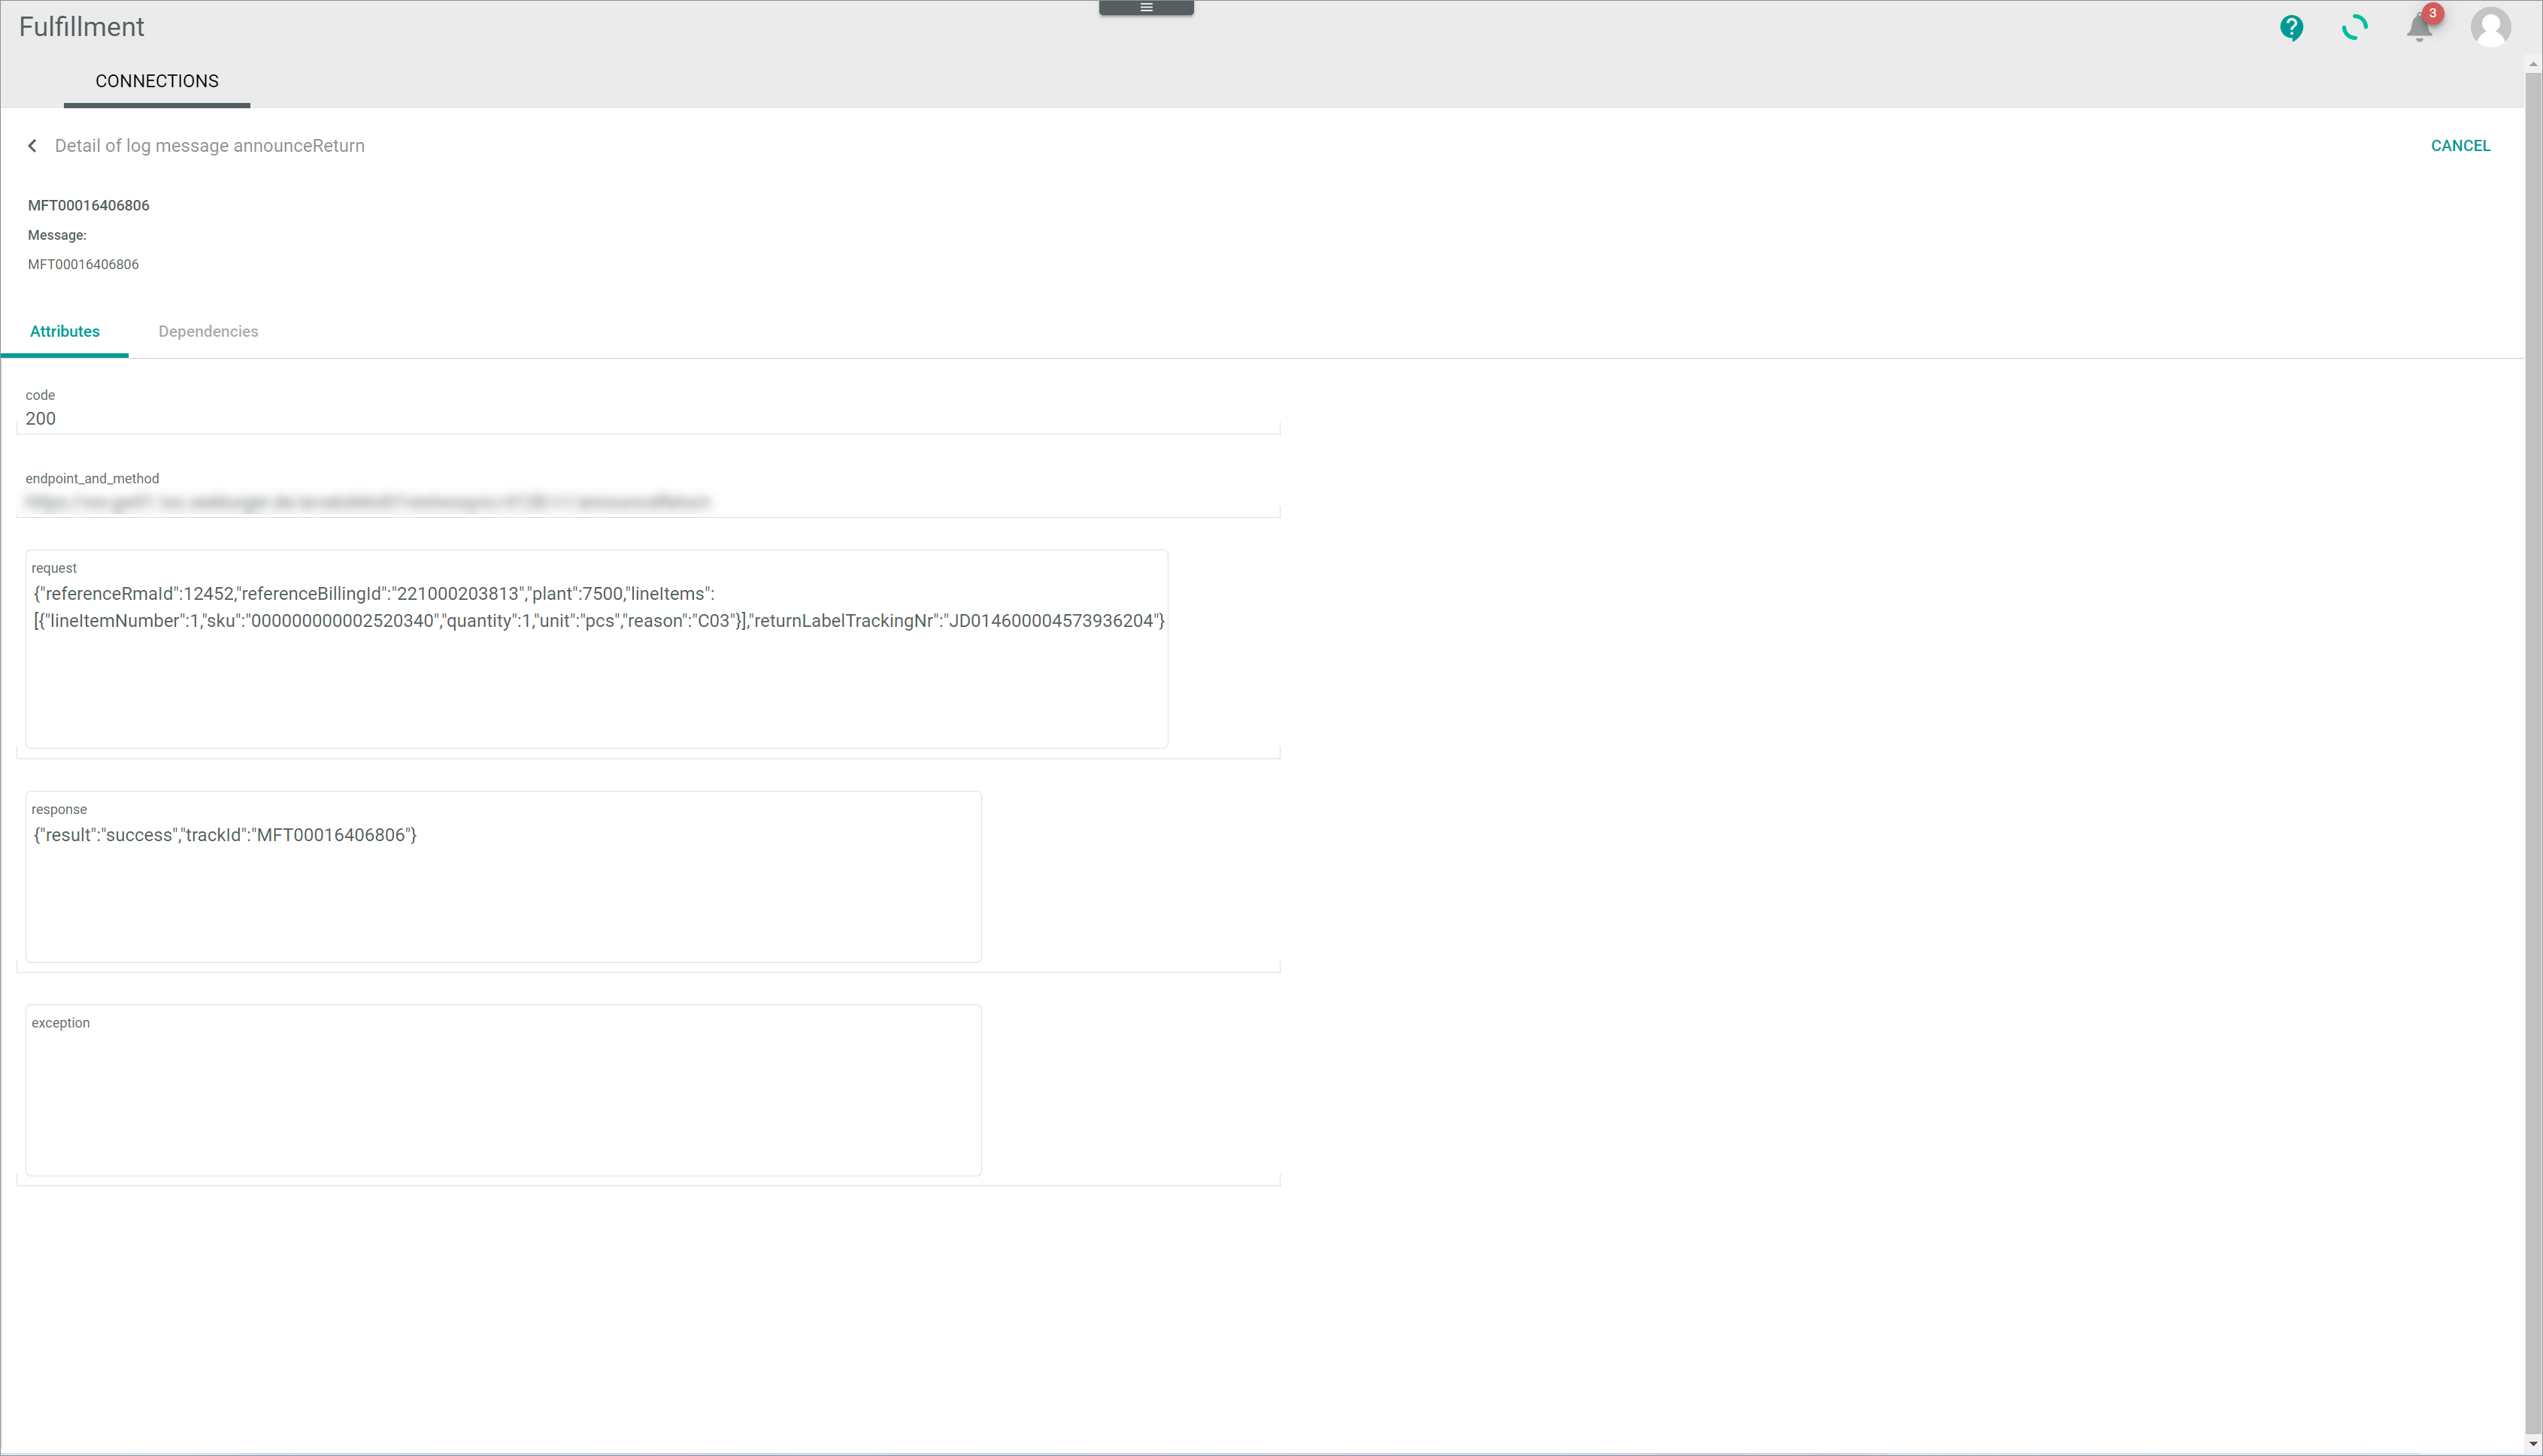 Fulfillment
3
CONNECTIONS
Detail of log message announceReturn
CANCEL
MFT00016406806
Message:
MFT00016406806
Attributes
Dependencies
code
200
endpoint_and_method
request
{"referenceRmaId":12452,"referenceBillingId":"221000203813","plant":7500,"lineItems":
[{"lineItemNumber":1,"sku":"000000000002520340","quantity":1,"unit":"pcs","reason":"C03"}],"returnLabelTrackingNr":"JD014600004573936204"}
response
{"result":"success","trackId":"MFT00016406806"}
exception